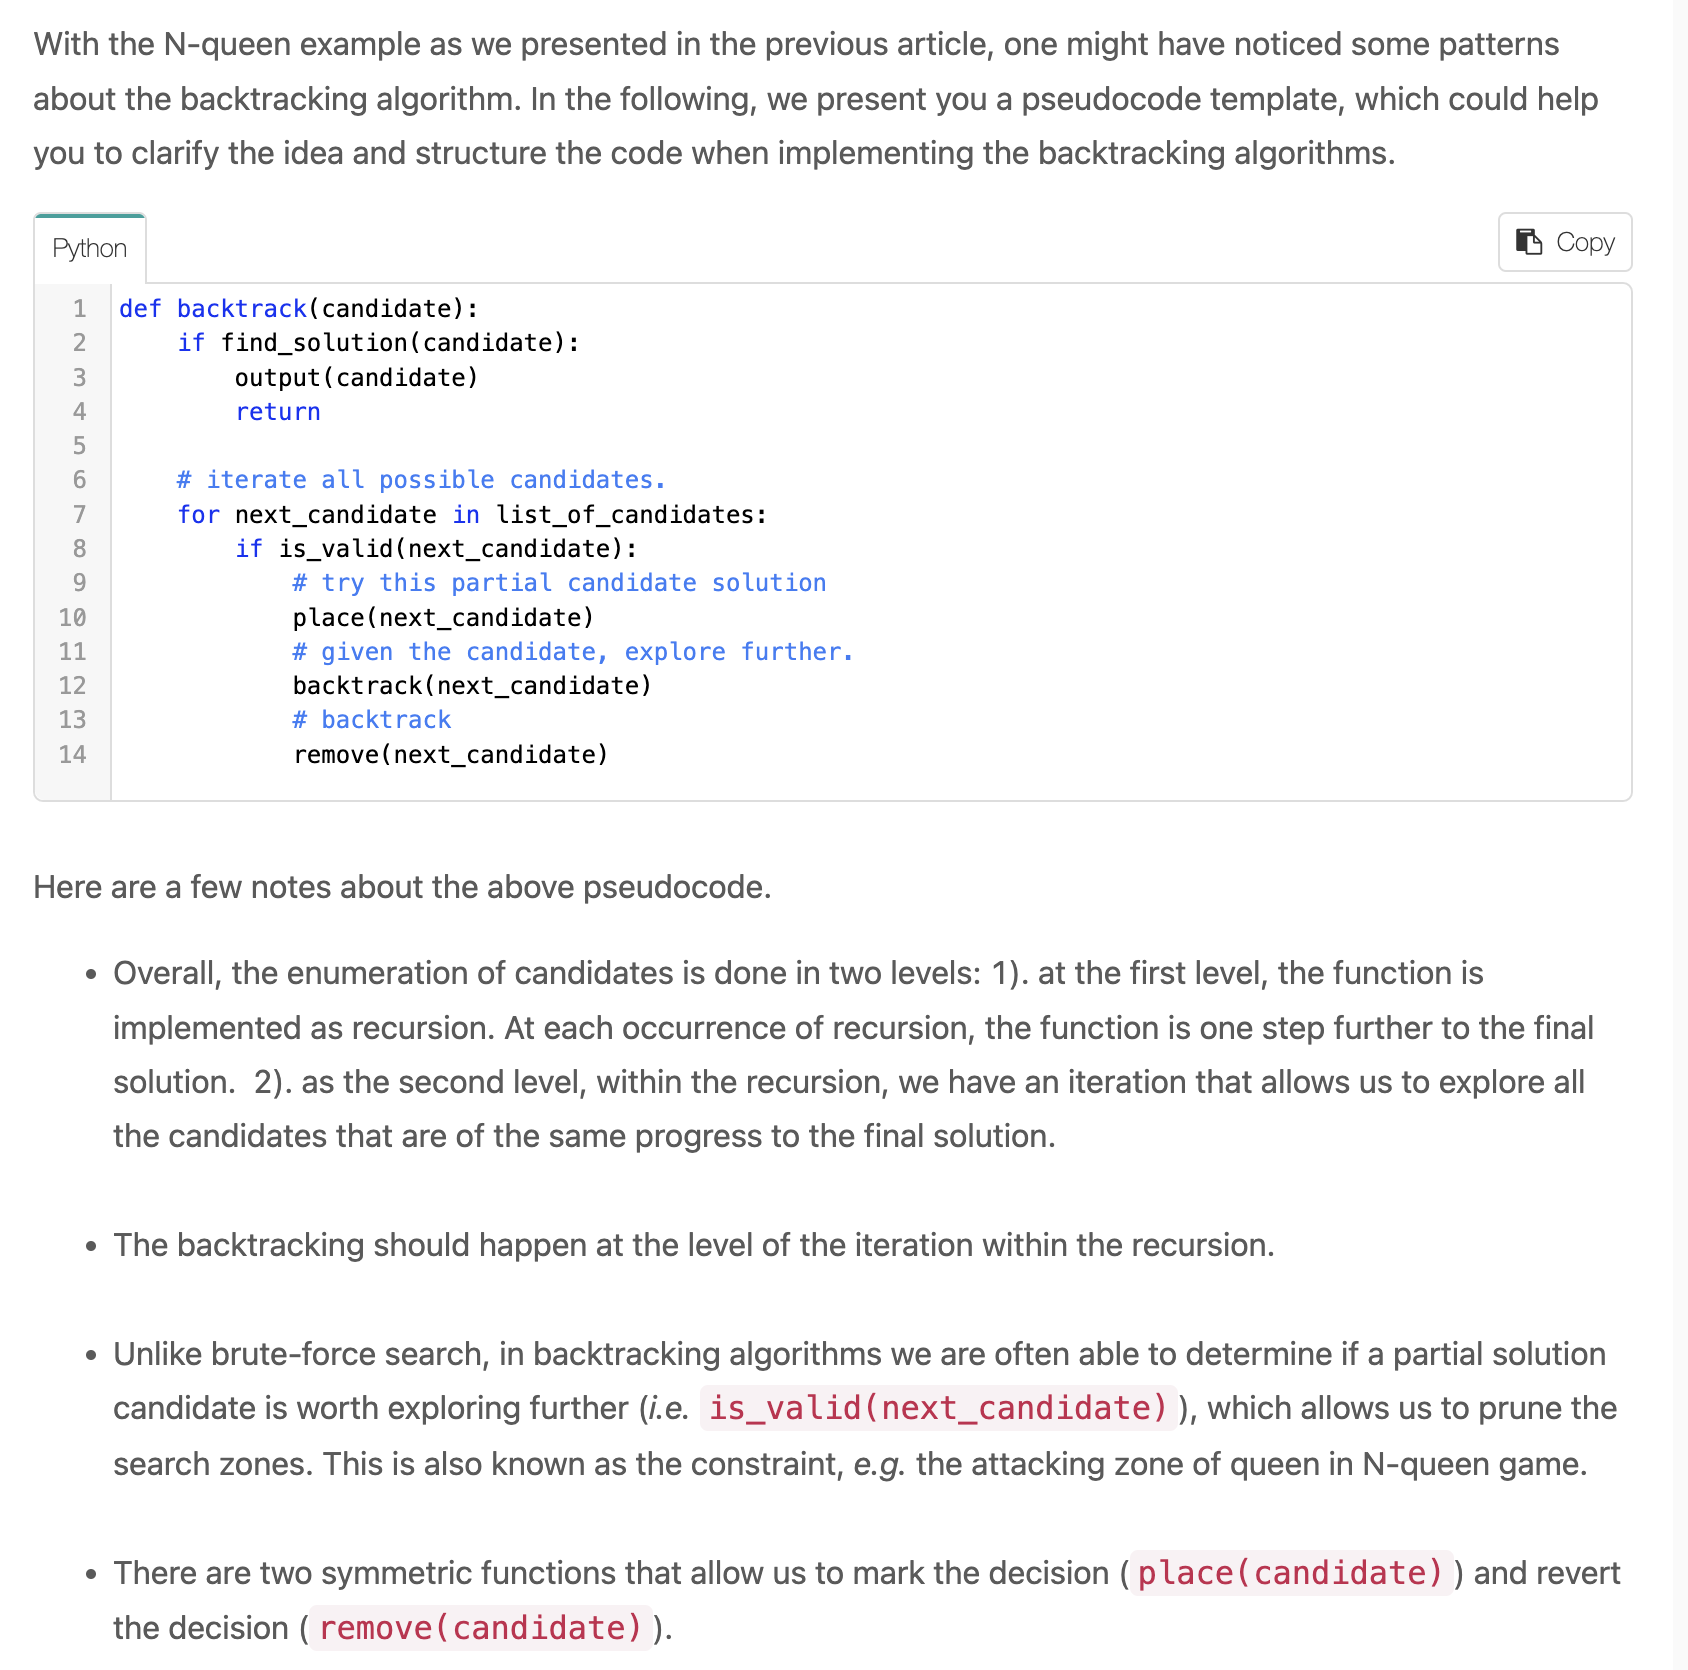 With the N-queen example as we presented in the previous article, one might have noticed some patterns
about the backtracking algorithm. In the following, we present you a pseudocode template, which could help
you to clarify the idea and structure the code when implementing the backtracking algorithms.
Python
Copy
1 def backtrack(candidate):
2     if find_solution(candidate):
3         output(candidate)
4         return
5
6     # iterate all possible candidates.
7     for next_candidate in list_of_candidates:
8         if is_valid(next_candidate):
9             # try this partial candidate solution
10             place(next_candidate)
11             # given the candidate, explore further.
12             backtrack(next_candidate)
13             # backtrack
14             remove(next_candidate)
Here are a few notes about the above pseudocode.
• Overall, the enumeration of candidates is done in two levels: 1). at the first level, the function is
implemented as recursion. At each occurrence of recursion, the function is one step further to the final
solution.  2). as the second level, within the recursion, we have an iteration that allows us to explore all
the candidates that are of the same progress to the final solution.
• The backtracking should happen at the level of the iteration within the recursion.
• Unlike brute-force search, in backtracking algorithms we are often able to determine if a partial solution
candidate is worth exploring further (i.e. is_valid(next_candidate)), which allows us to prune the
search zones. This is also known as the constraint, e.g. the attacking zone of queen in N-queen game.
• There are two symmetric functions that allow us to mark the decision (place(candidate)) and revert
the decision (remove(candidate)).